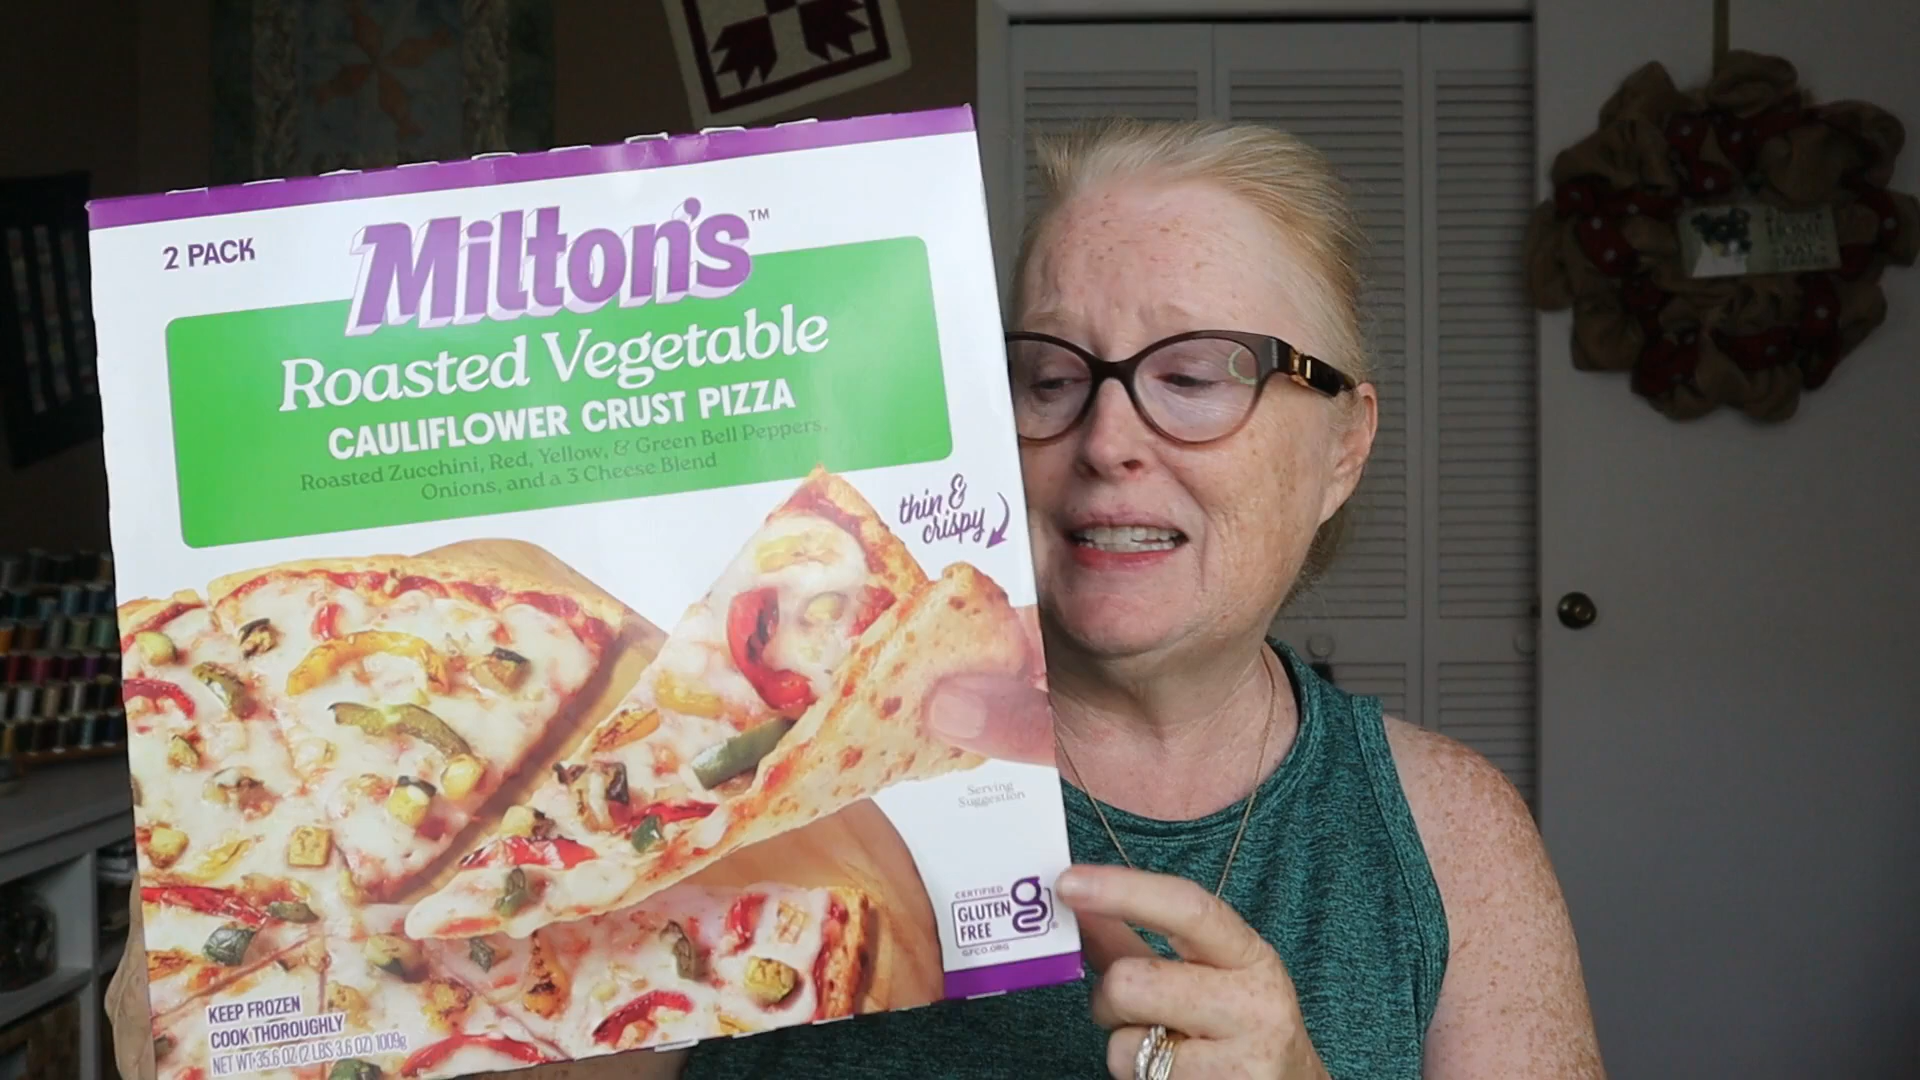 2 PACK
Milton's™
Roasted Vegetable
CAULIFLOWER CRUST PIZZA
Roasted Zucchini, Red, Yellow, & Green Bell Peppers,
Onions, and a 3 Cheese Blend
thin &
crispy
Serving
Suggestion
CERTIFIED
GLUTEN
FREE
GFCO.ORG
KEEP FROZEN
COOK THOROUGHLY
NET WT 35.6 OZ (2 LBS 3.6 OZ) 1009g
HOME